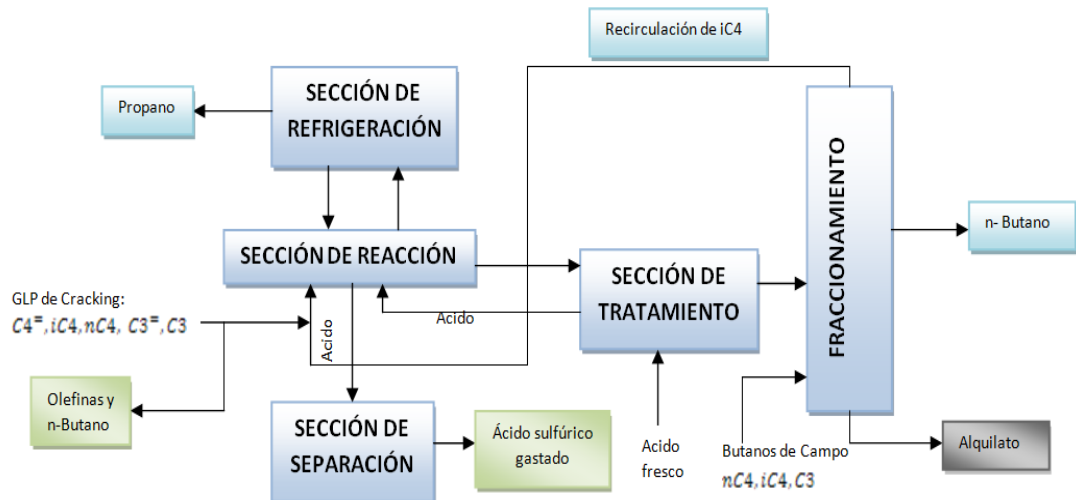 Recirculación de iC4
Propano
SECCIÓN DE
REFRIGERACIÓN
FRACCIONAMIENTO
n- Butano
SECCIÓN DE REACCIÓN
SECCIÓN DE
TRATAMIENTO
GLP de Cracking:
C4⁼, iC4, nC4, C3⁼, C3
Acido
Acido
Olefinas y
n-Butano
SECCIÓN DE
SEPARACIÓN
Ácido sulfúrico
gastado
Acido
fresco
Butanos de Campo
nC4, iC4, C3
Alquilato